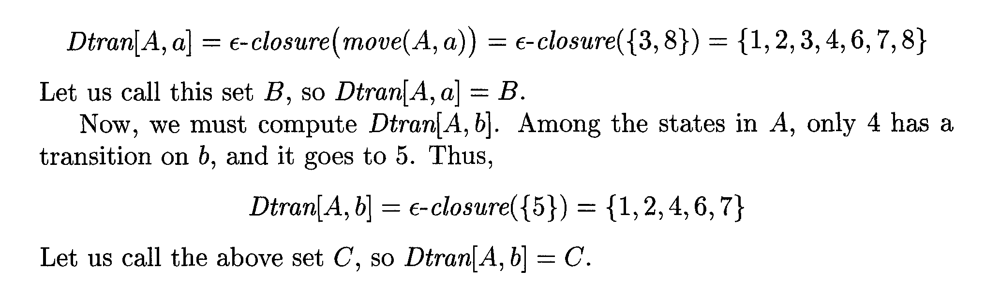 Dtran[A, a] = ϵ-closure(move(A, a)) = ϵ-closure({3, 8}) = {1, 2, 3, 4, 6, 7, 8}
Let us call this set B, so Dtran[A, a] = B.
Now, we must compute Dtran[A, b]. Among the states in A, only 4 has a
transition on b, and it goes to 5. Thus,
Dtran[A, b] = ϵ-closure({5}) = {1, 2, 4, 6, 7}
Let us call the above set C, so Dtran[A, b] = C.